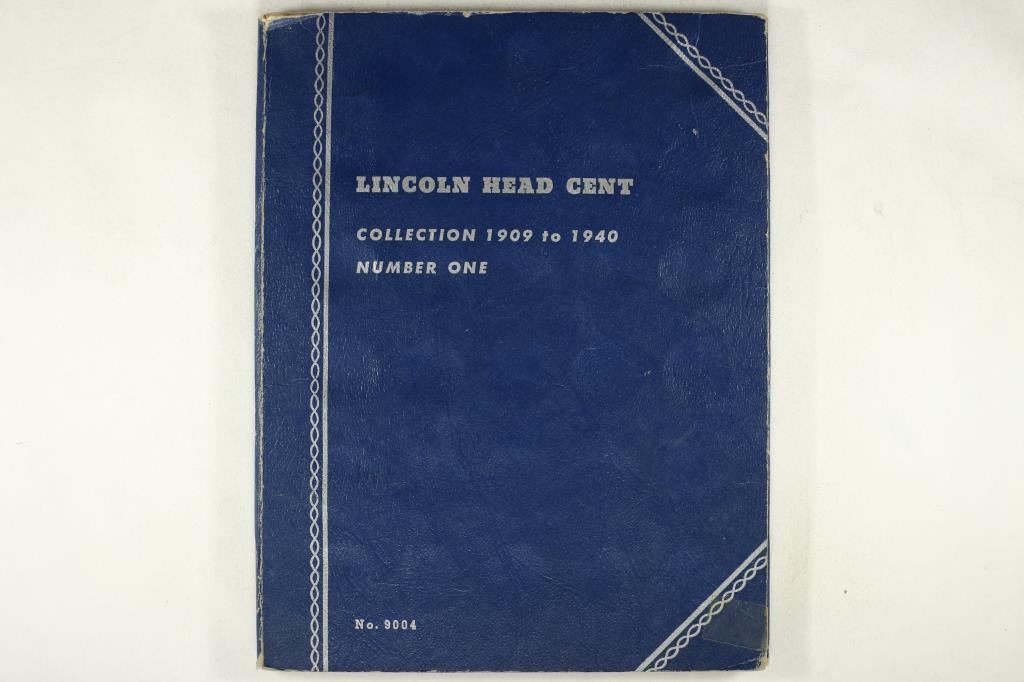 LINCOLN HEAD CENT
COLLECTION 1909 to 1940
NUMBER ONE
No. 9004